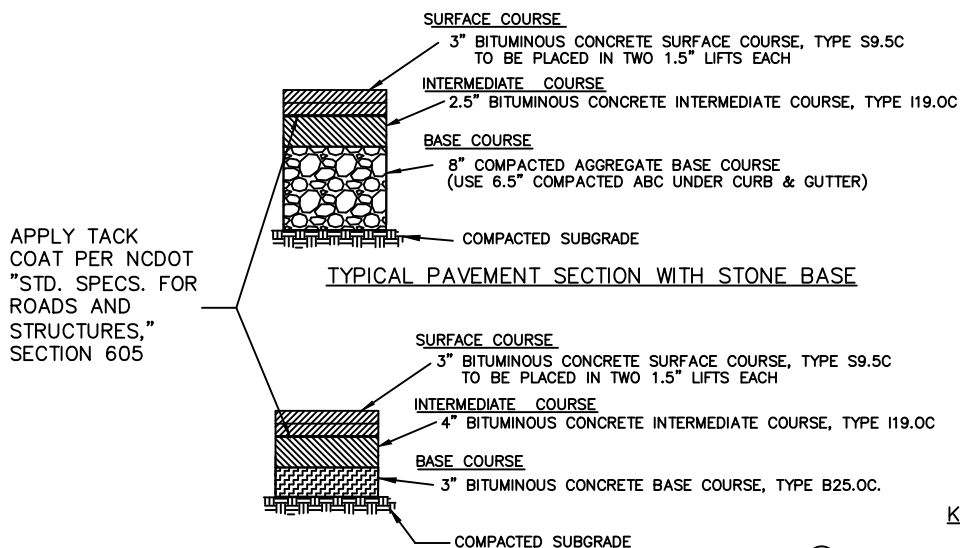 SURFACE COURSE
3" BITUMINOUS CONCRETE SURFACE COURSE, TYPE S9.5C
TO BE PLACED IN TWO 1.5" LIFTS EACH
INTERMEDIATE COURSE
2.5" BITUMINOUS CONCRETE INTERMEDIATE COURSE, TYPE I19.0C
BASE COURSE
8" COMPACTED AGGREGATE BASE COURSE
(USE 6.5" COMPACTED ABC UNDER CURB & GUTTER)
COMPACTED SUBGRADE
TYPICAL PAVEMENT SECTION WITH STONE BASE
APPLY TACK
COAT PER NCDOT
"STD. SPECS. FOR
ROADS AND
STRUCTURES,"
SECTION 605
SURFACE COURSE
3" BITUMINOUS CONCRETE SURFACE COURSE, TYPE S9.5C
TO BE PLACED IN TWO 1.5" LIFTS EACH
INTERMEDIATE COURSE
4" BITUMINOUS CONCRETE INTERMEDIATE COURSE, TYPE I19.0C
BASE COURSE
3" BITUMINOUS CONCRETE BASE COURSE, TYPE B25.0C.
COMPACTED SUBGRADE
K